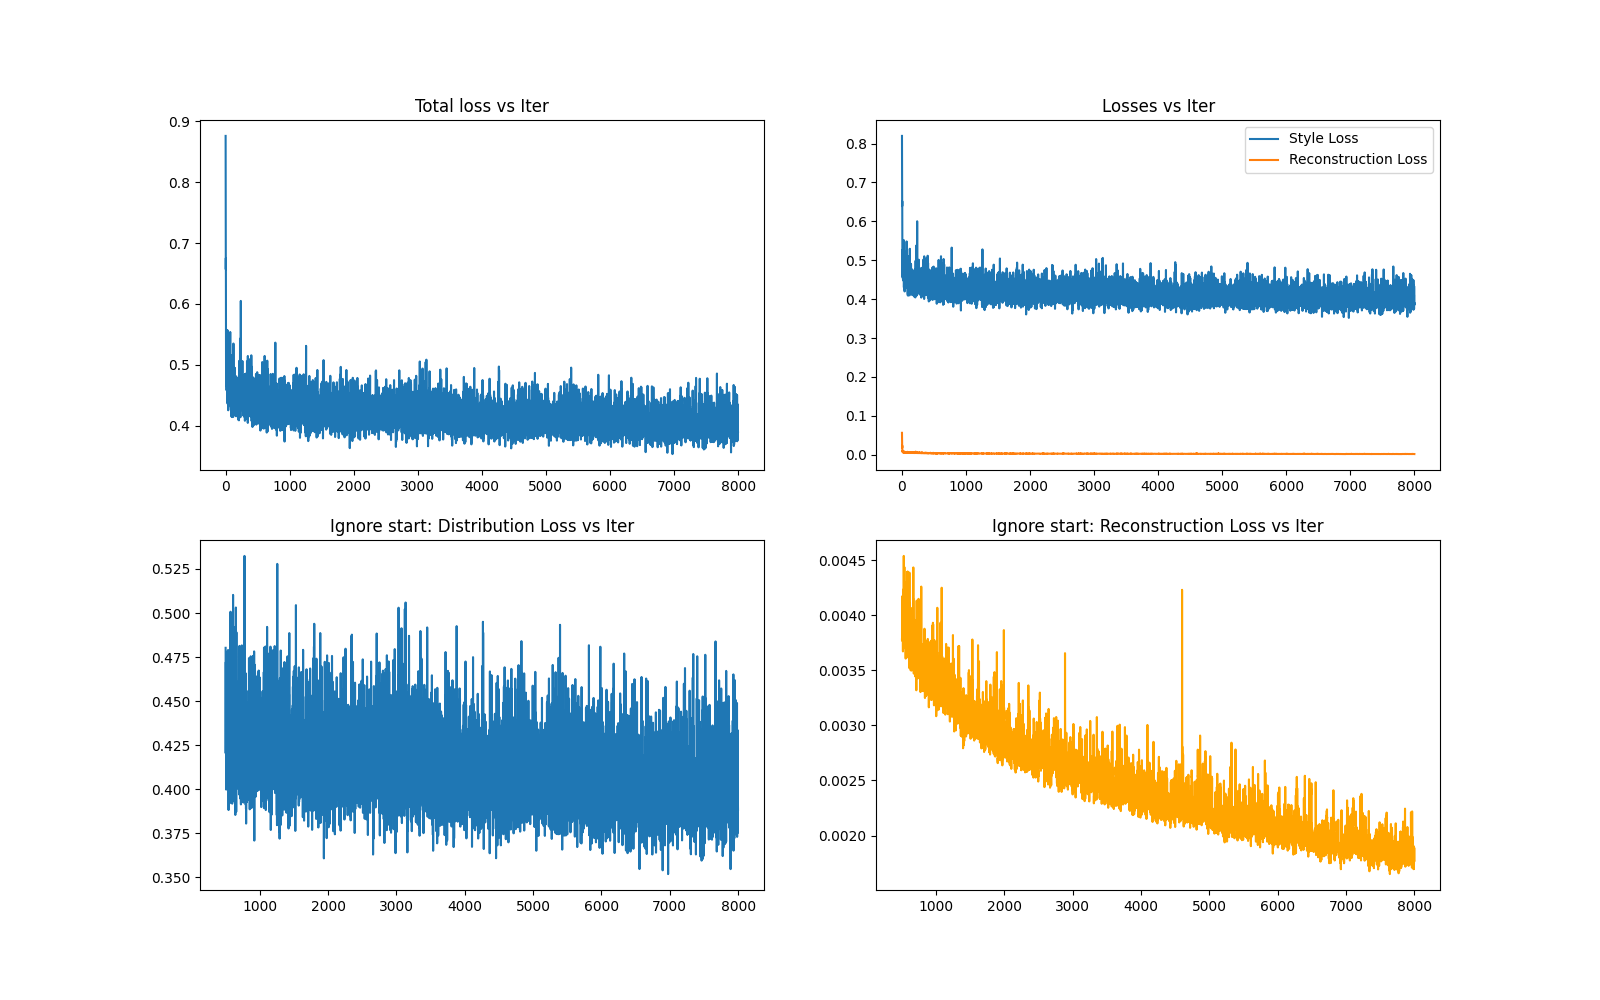 Total loss vs Iter
0.9
0.8
0.7
0.6
0.5
0.4
0 1000 2000 3000 4000 5000 6000 7000 8000
Losses vs Iter
Style Loss
Reconstruction Loss
0.8
0.7
0.6
0.5
0.4
0.3
0.2
0.1
0.0
0 1000 2000 3000 4000 5000 6000 7000 8000
Ignore start: Distribution Loss vs Iter
0.525
0.500
0.475
0.450
0.425
0.400
0.375
0.350
1000 2000 3000 4000 5000 6000 7000 8000
Ignore start: Reconstruction Loss vs Iter
0.0045
0.0040
0.0035
0.0030
0.0025
0.0020
1000 2000 3000 4000 5000 6000 7000 8000